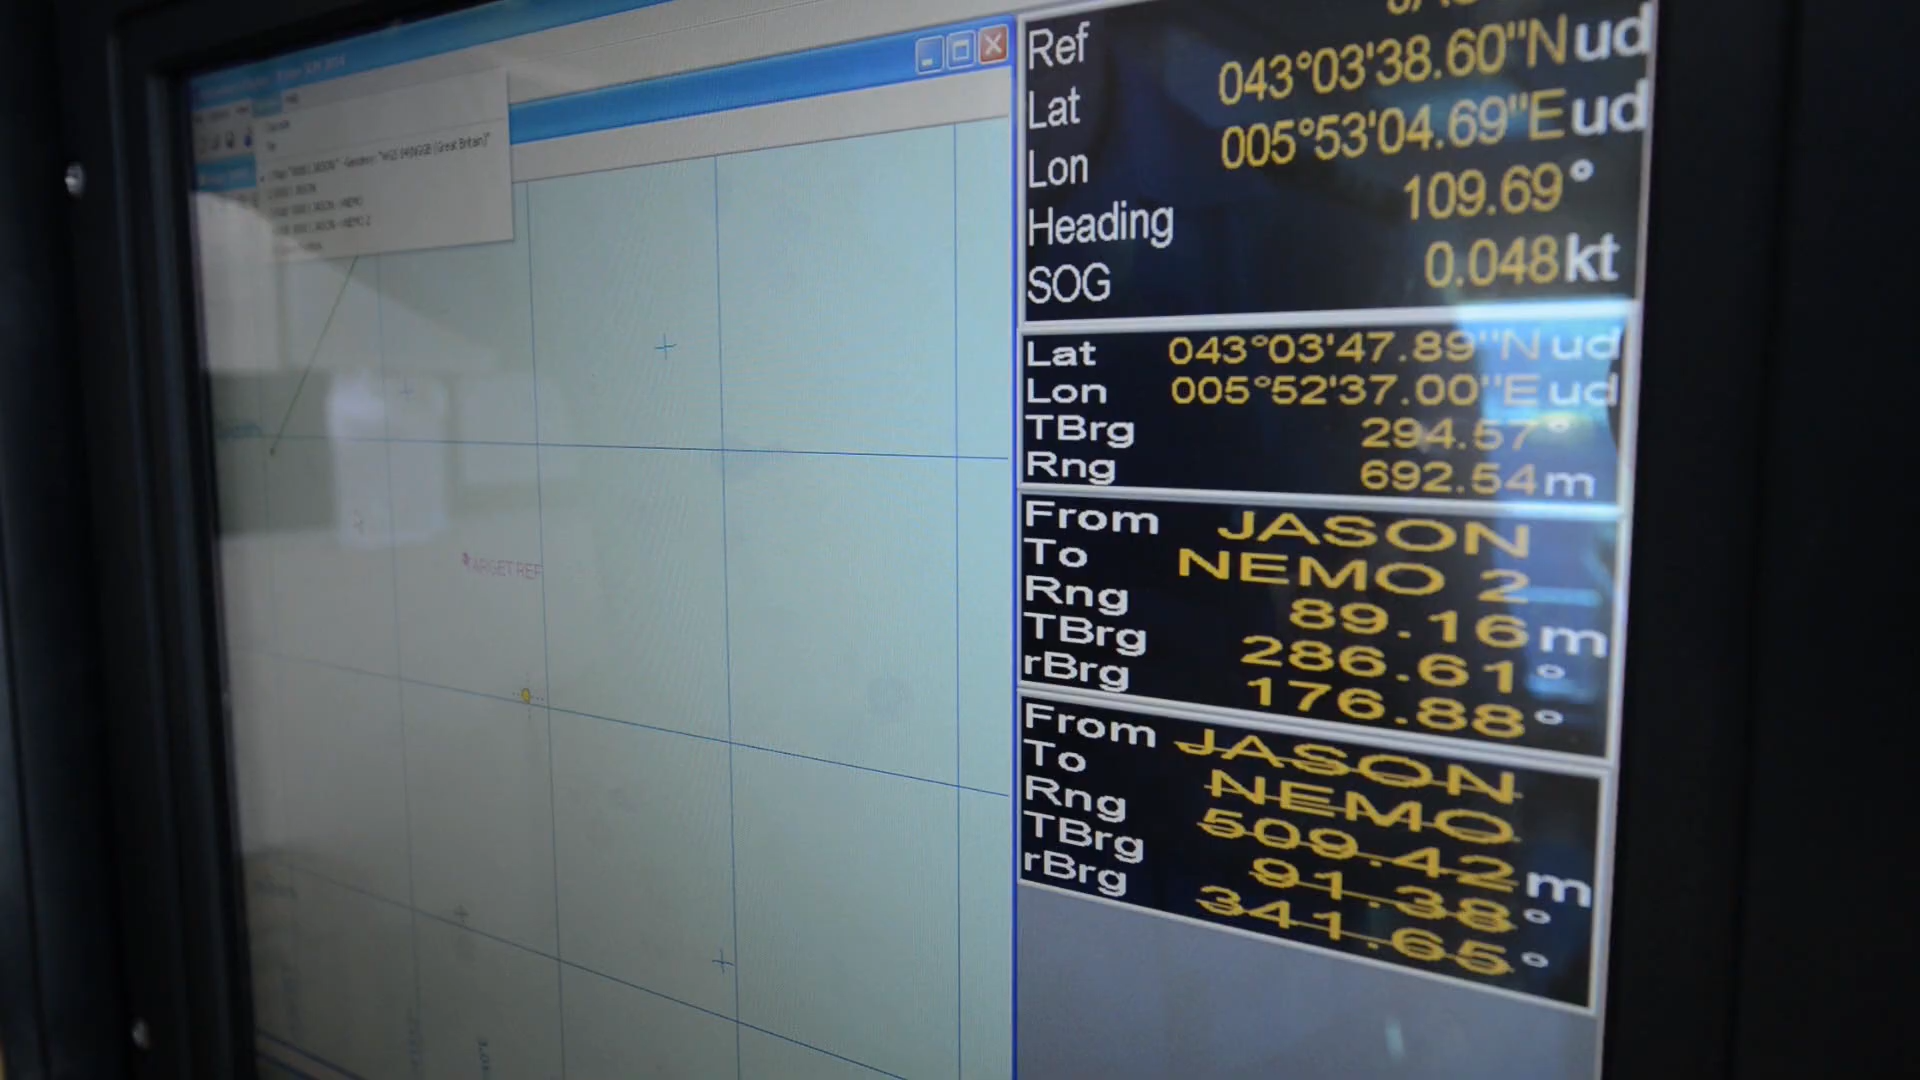 Ref
Lat 043°03'38.60"N ud
Lon 005°53'04.69"E ud
Heading 109.69°
SOG 0.048 kt
Lat 043°03'47.89"N ud
Lon 005°52'37.00"E ud
TBrg 294.57°
Rng 692.54 m
From JASON
To NEMO 2
Rng 89.16 m
TBrg 286.61°
rBrg 176.88°
From JASON
To NEMO
Rng 509.42 m
TBrg 91.38°
rBrg 341.65°
TARGET REF